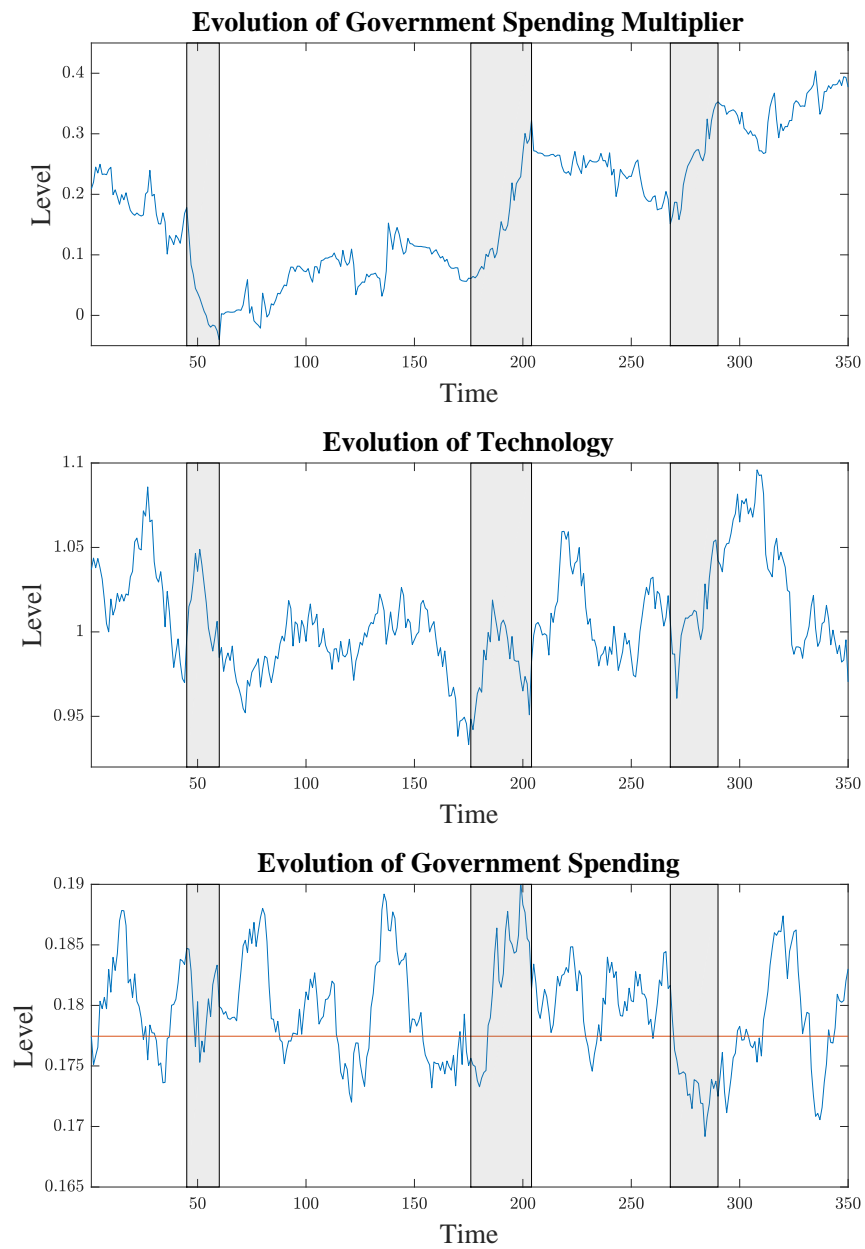 Evolution of Government Spending Multiplier
0.4
0.3
0.2
0.1
0
Level
50 100 150 200 250 300 350
Time
Evolution of Technology
1.1
1.05
1
0.95
Level
50 100 150 200 250 300 350
Time
Evolution of Government Spending
0.19
0.185
0.18
0.175
0.17
0.165
Level
50 100 150 200 250 300 350
Time